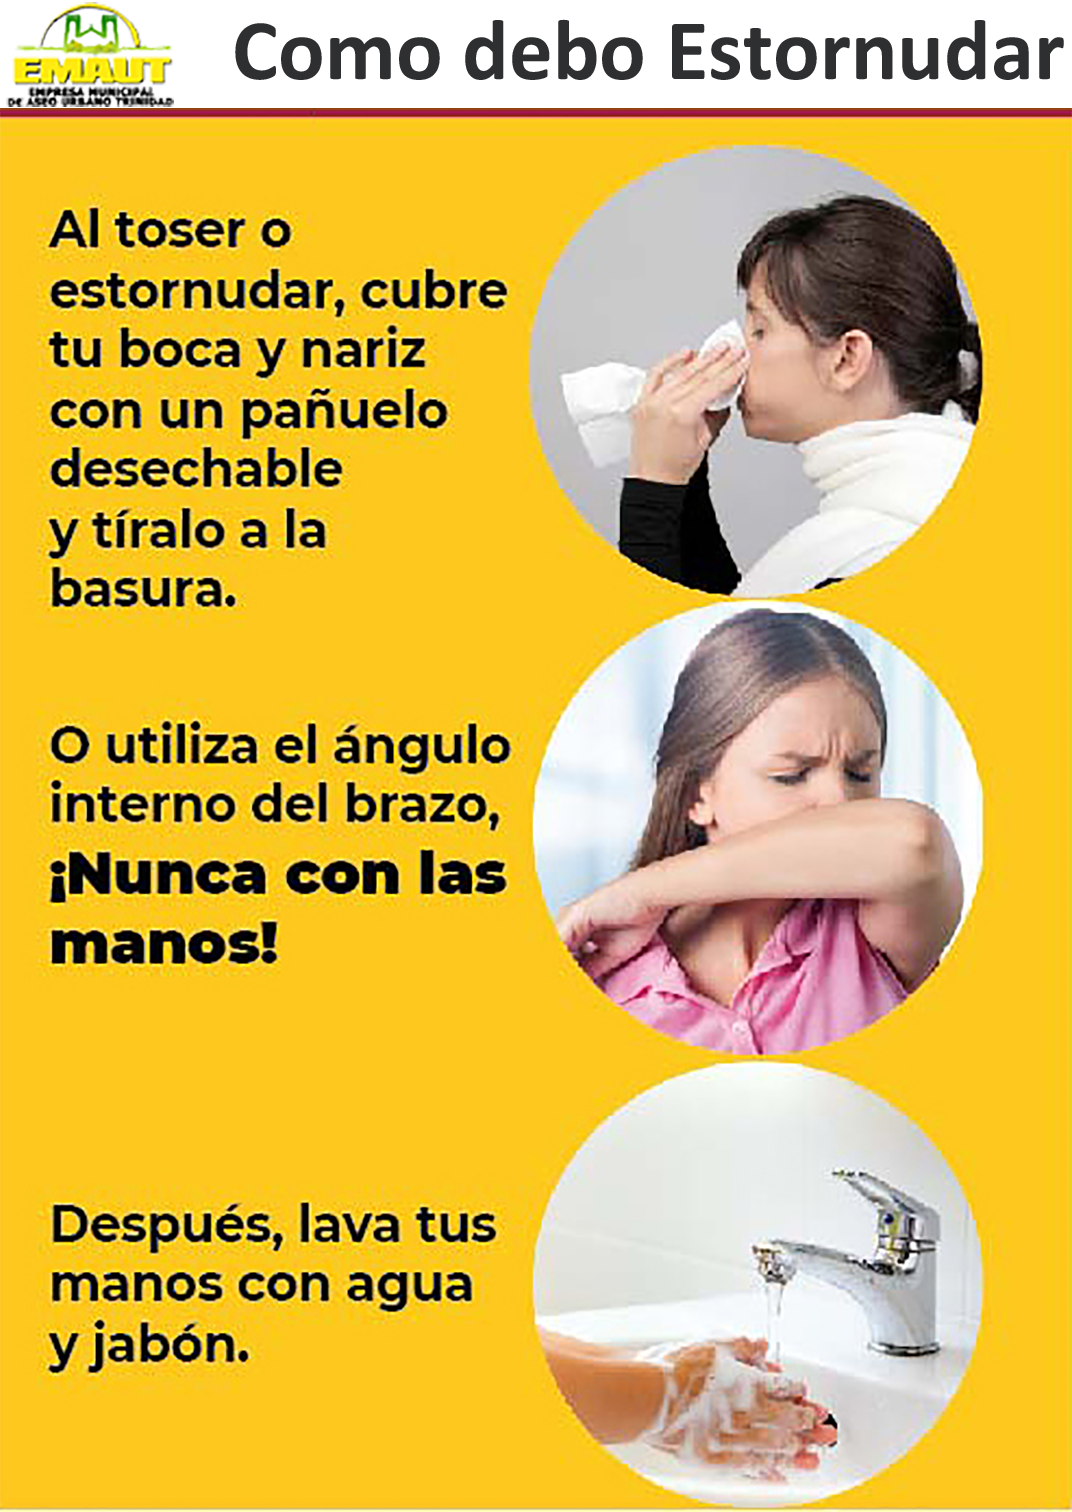 EMAUT
EMPRESA MUNICIPAL
DE ASEO URBANO TRINIDAD
Como debo Estornudar
Al toser o
estornudar, cubre
tu boca y nariz
con un pañuelo
desechable
y tíralo a la
basura.
O utiliza el ángulo
interno del brazo,
¡Nunca con las
manos!
Después, lava tus
manos con agua
y jabón.